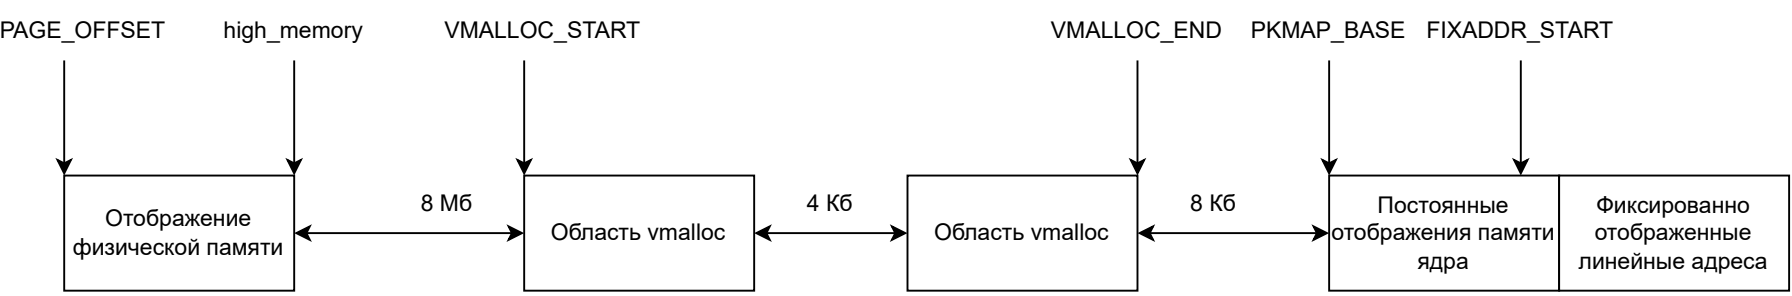 PAGE_OFFSET high_memory VMALLOC_START VMALLOC_END PKMAP_BASE FIXADDR_START
Отображение
физической памяти
8 Мб
Область vmalloc
4 Кб
Область vmalloc
8 Кб
Постоянные
отображения памяти
ядра
Фиксированно
отображенные
линейные адреса